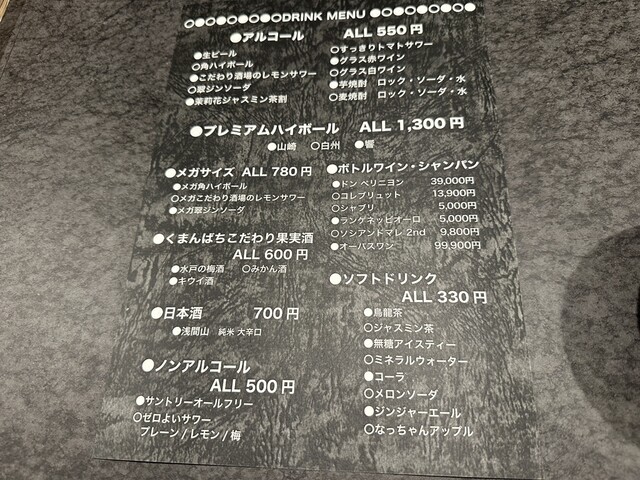 ○●○●○●○●○DRINK MENU ●○●○●○●○●
●アルコール　ALL 550円
●生ビール
○角ハイボール
●こだわり酒場のレモンサワー
○翠ジンソーダ
●茉莉花ジャスミン茶割
○すっきりトマトサワー
●グラス赤ワイン
○グラス白ワイン
●芋焼酎　ロック・ソーダ・水
○麦焼酎　ロック・ソーダ・水
●プレミアムハイボール　ALL 1,300円
●山崎　○白州　●響
●メガサイズ ALL 780円
●メガ角ハイボール
○メガこだわり酒場のレモンサワー
●メガ翠ジンソーダ
●くまんばちこだわり果実酒
ALL 600円
●水戸の梅酒　○みかん酒
●キウイ酒
●日本酒　700円
●浅間山　純米 大辛口
●ノンアルコール
ALL 500円
●サントリーオールフリー
○ゼロよいサワー
プレーン/レモン/梅
●ボトルワイン・シャンパン
●ドン ペリニヨン　39,000円
○コレブリュット　13,900円
○シャブリ　5,000円
●ランゲネッビオーロ　5,000円
○ソシアンドマレ 2nd　9,800円
●オーパスワン　99,900円
●ソフトドリンク
ALL 330円
●烏龍茶
○ジャスミン茶
●無糖アイスティー
○ミネラルウォーター
●コーラ
○メロンソーダ
●ジンジャーエール
○なっちゃんアップル